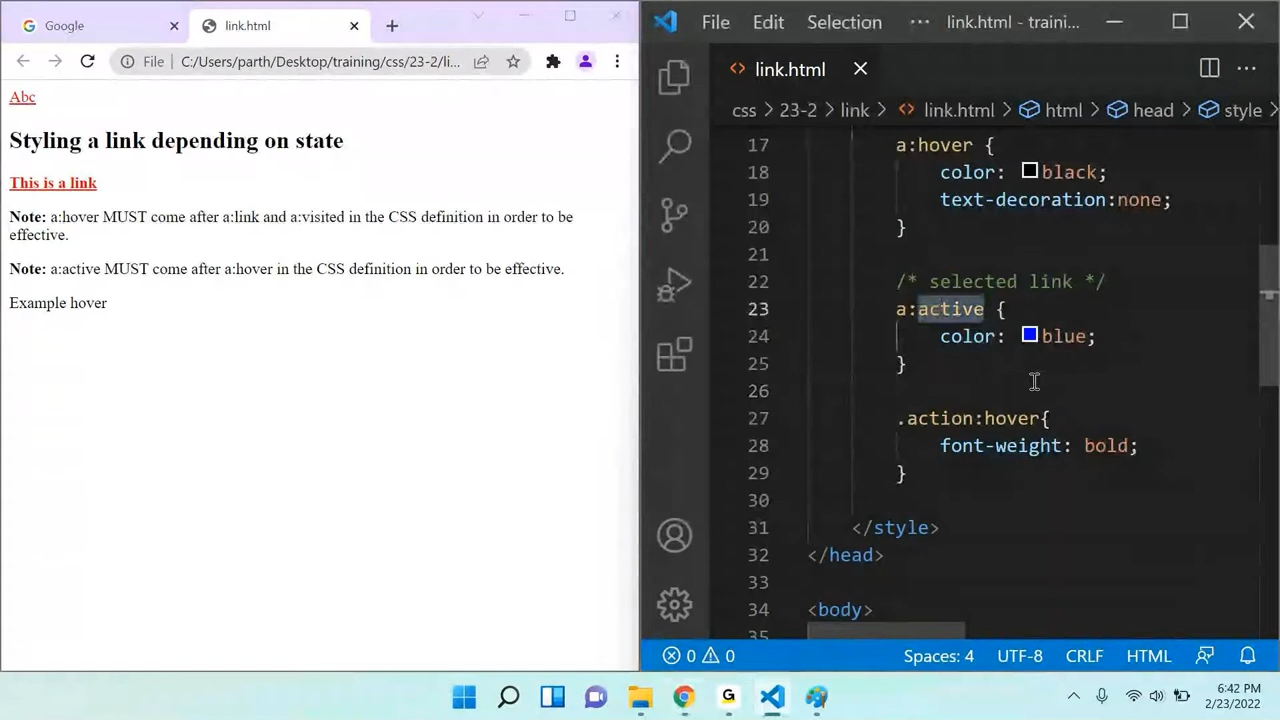 Google
link.html
File
C:/Users/parth/Desktop/training/css/23-2/li...
Abc
Styling a link depending on state
This is a link
Note: a:hover MUST come after a:link and a:visited in the CSS definition in order to be
effective.
Note: a:active MUST come after a:hover in the CSS definition in order to be effective.
Example hover
File Edit Selection ··· link.html - traini...
link.html
css > 23-2 > link > link.html > html > head > style >
17 a:hover {
18 color: black;
19 text-decoration:none;
20 }
21
22 /* selected link */
23 a:active {
24 color: blue;
25 }
26
27 .action:hover{
28 font-weight: bold;
29 }
30
31 </style>
32 </head>
33
34 <body>
35
0 0 Spaces: 4 UTF-8 CRLF HTML
6:42 PM
2/23/2022